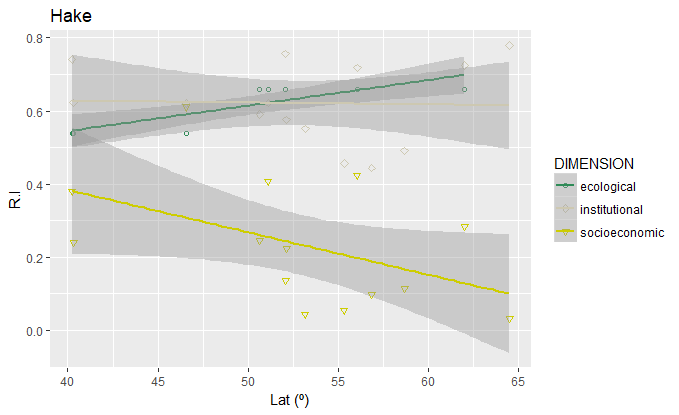 Hake
0.8
0.6
0.4
0.2
0.0
R.I
40
45
50
55
60
65
Lat (º)
DIMENSION
ecological
institutional
socioeconomic